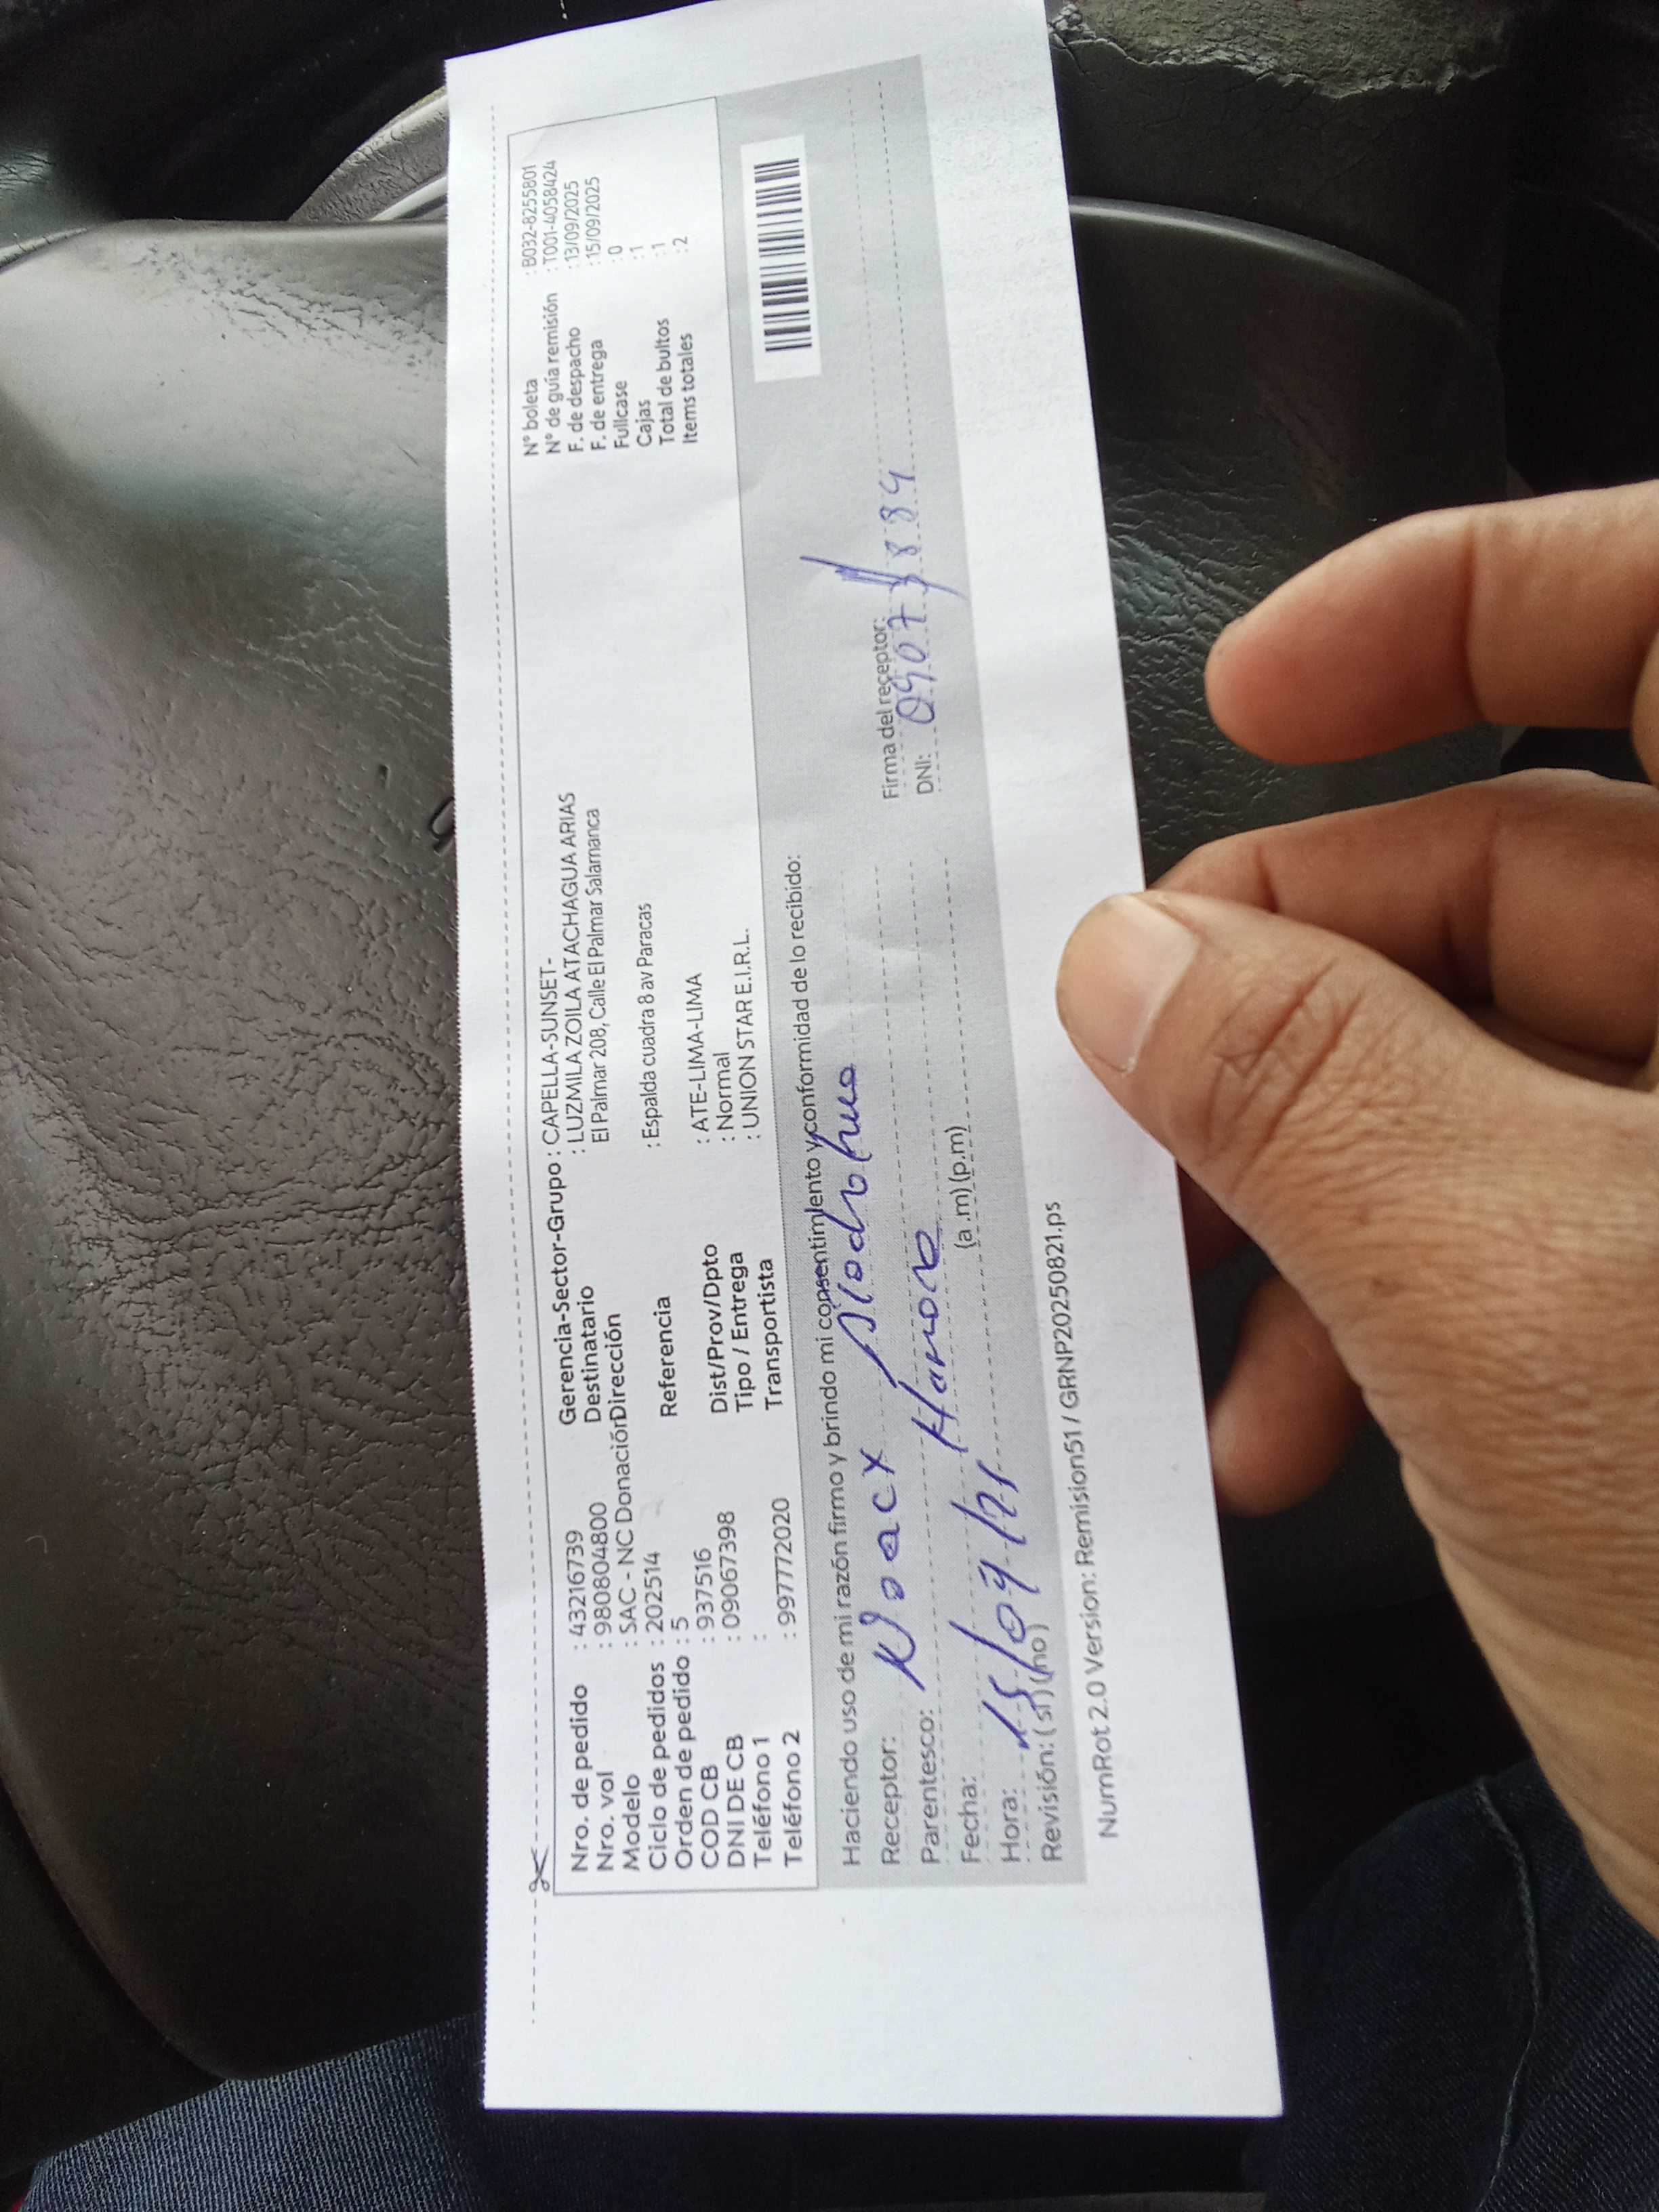 Nro. de pedido : 43216739
Nro. vol : 980804800
Modelo : SAC - NC Donación
Ciclo de pedidos : 202514
Orden de pedido : 5
COD CB : 937516
DNI DE CB : 09067398
Teléfono 1 :
Teléfono 2 : 997772020
Gerencia-Sector-Grupo : CAPELLA-SUNSET-
Destinatario : LUZMILA ZOILA ATACHAGUA ARIAS
Dirección El Palmar 208, Calle El Palmar Salamanca
Referencia : Espalda cuadra 8 av Paracas
Dist/Prov/Dpto : ATE-LIMA-LIMA
Tipo / Entrega : Normal
Transportista : UNION STAR E.I.R.L.
N° boleta : B032-8255801
N° de guía remisión : T001-4058424
F. de despacho : 13/09/2025
F. de entrega : 15/09/2025
Fullcase : 0
Cajas : 1
Total de bultos : 1
Items totales : 2
Haciendo uso de mi razón firmo y brindo mi consentimiento y conformidad de lo recibido:
Receptor:
Parentesco:
Fecha: 15/09/25
Hora: (a.m) (p.m)
Revisión: (si) (no)
Firma del receptor:
DNI:
NumRot 2.0 Version: Remision51 / GRNP20250821.ps